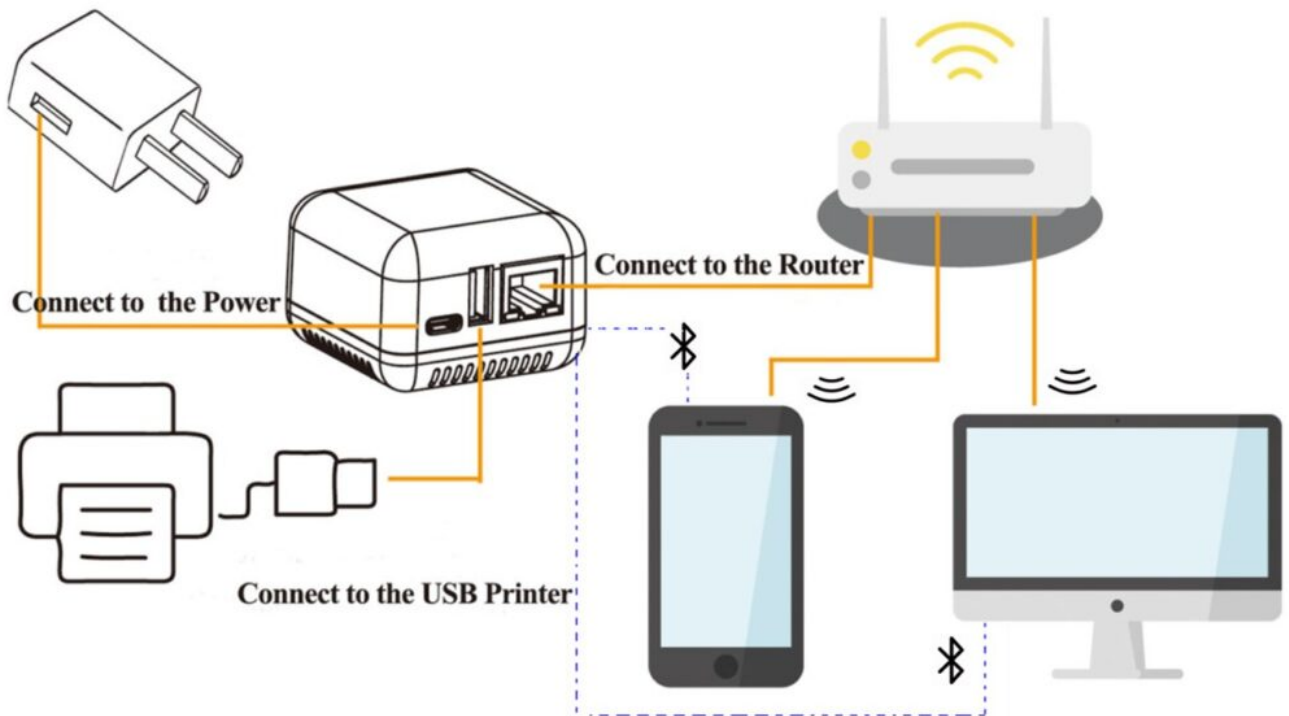 Connect to the Router
Connect to the Power
Connect to the USB Printer